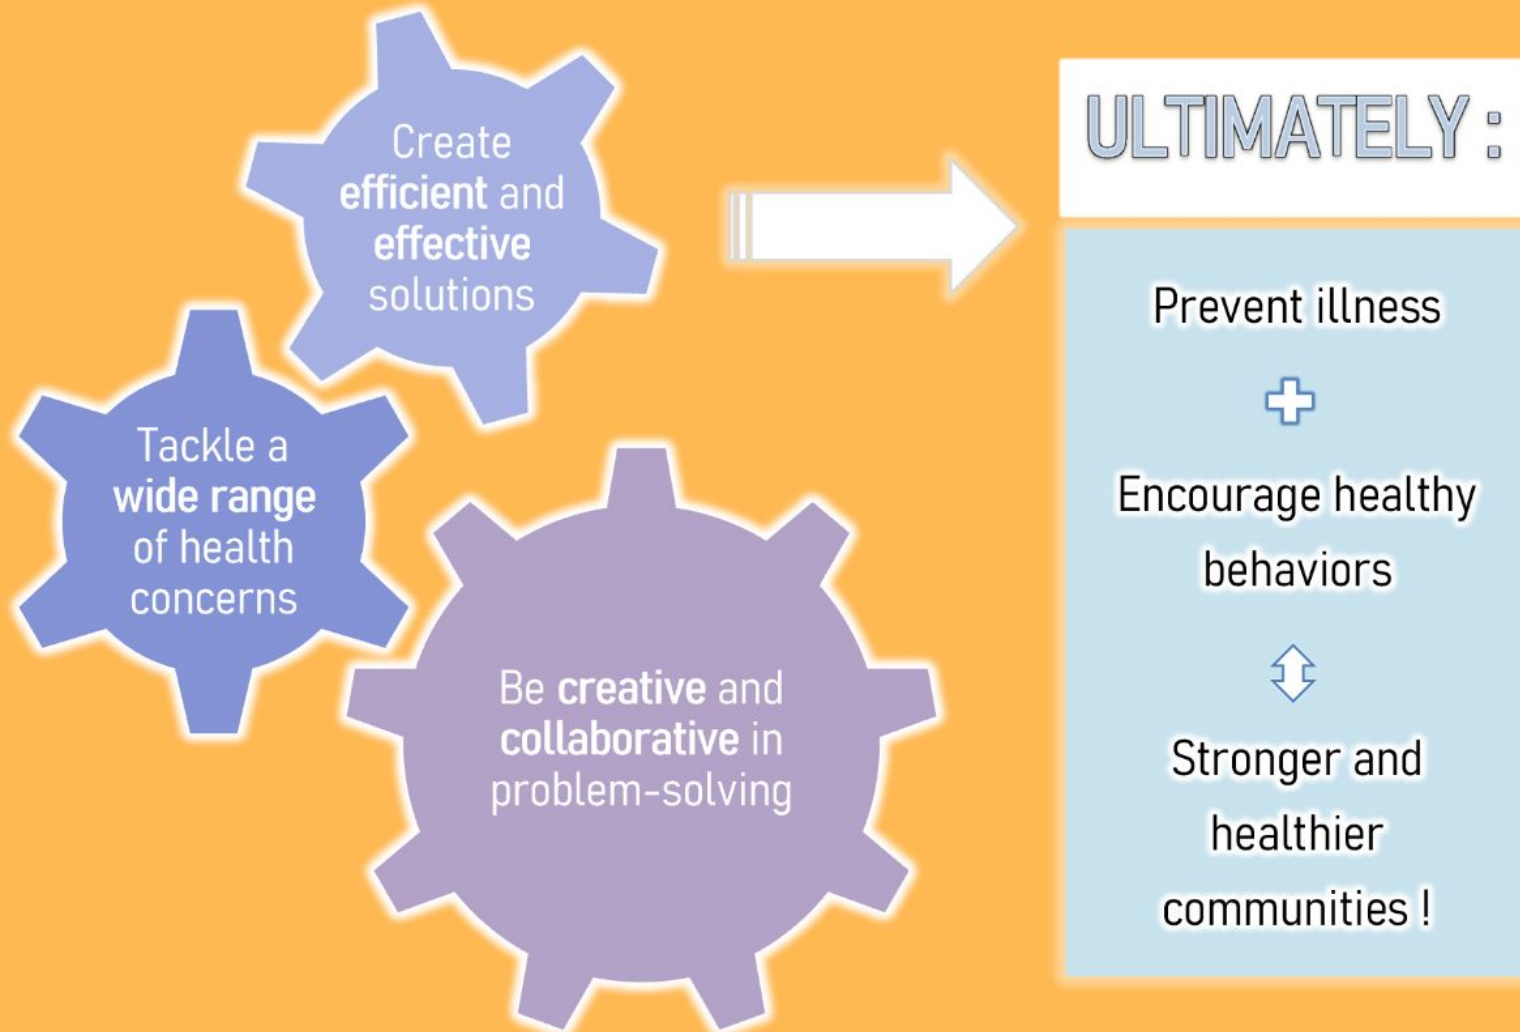 Create
efficient and
effective
solutions
Tackle a
wide range
of health
concerns
Be creative and
collaborative in
problem-solving
ULTIMATELY :
Prevent illness
Encourage healthy
behaviors
Stronger and
healthier
communities !